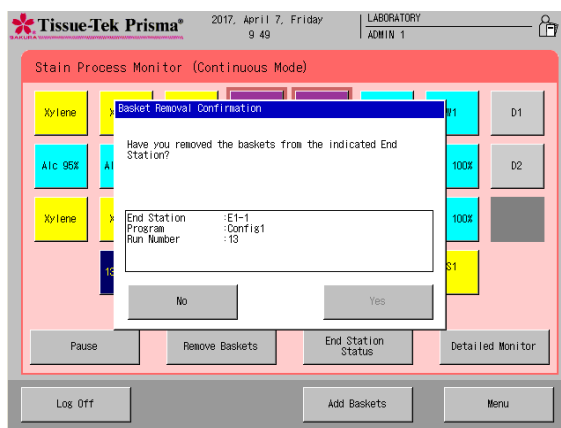 Tissue-Tek Prisma®
2017, April 7, Friday
9 49
LABORATORY
ADMIN 1
SAKURA
Stain Process Monitor (Continuous Mode)
Xylene
D1
Basket Removal Confirmation
Have you removed the baskets from the indicated End
Station?
Alc 95%
100%
D2
Xylene
100%
End Station :E1-1
Program :Config1
Run Number :13
13
S1
No
Yes
Pause
Remove Baskets
End Station
Status
Detailed Monitor
Log Off
Add Baskets
Menu